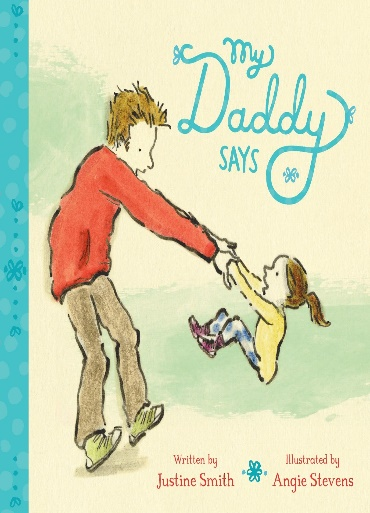 My
Daddy
SAYS
Written by
Justine Smith
Illustrated by
Angie Stevens